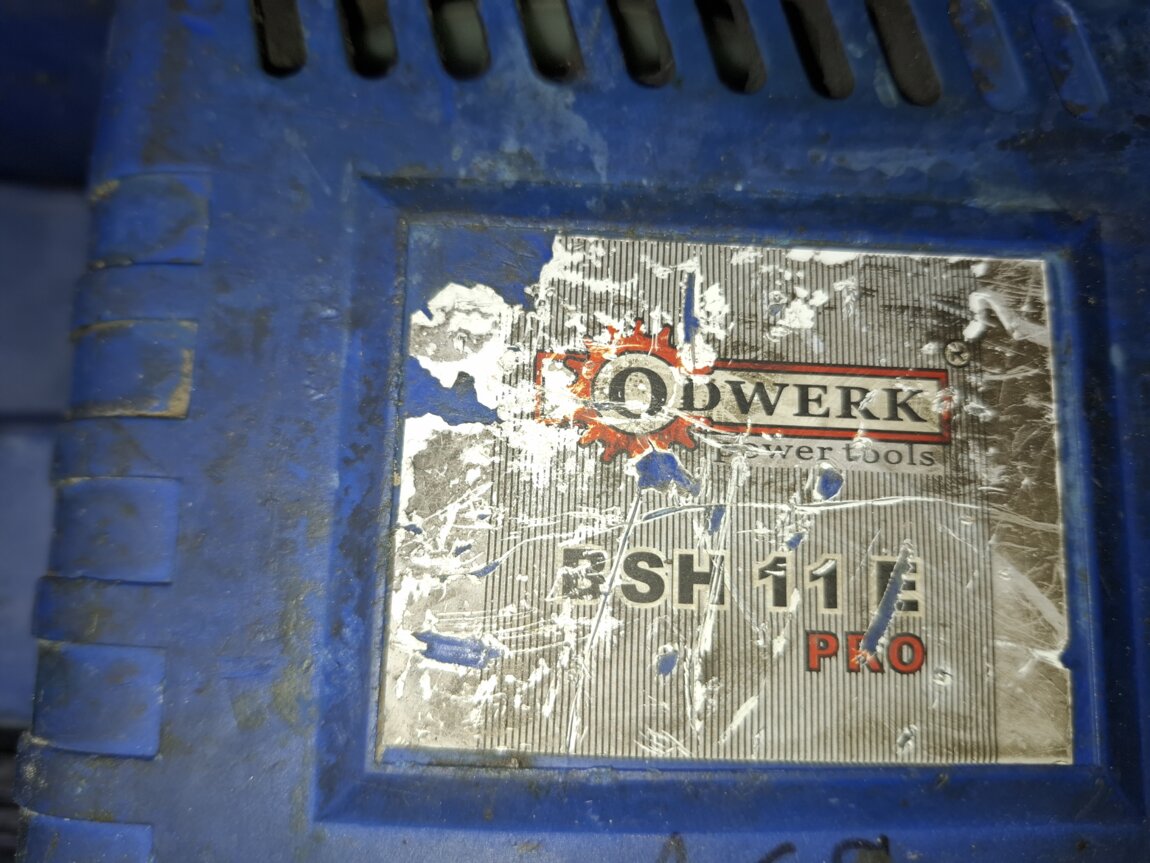 ODWERK
power tools
BSH 11 E
PRO